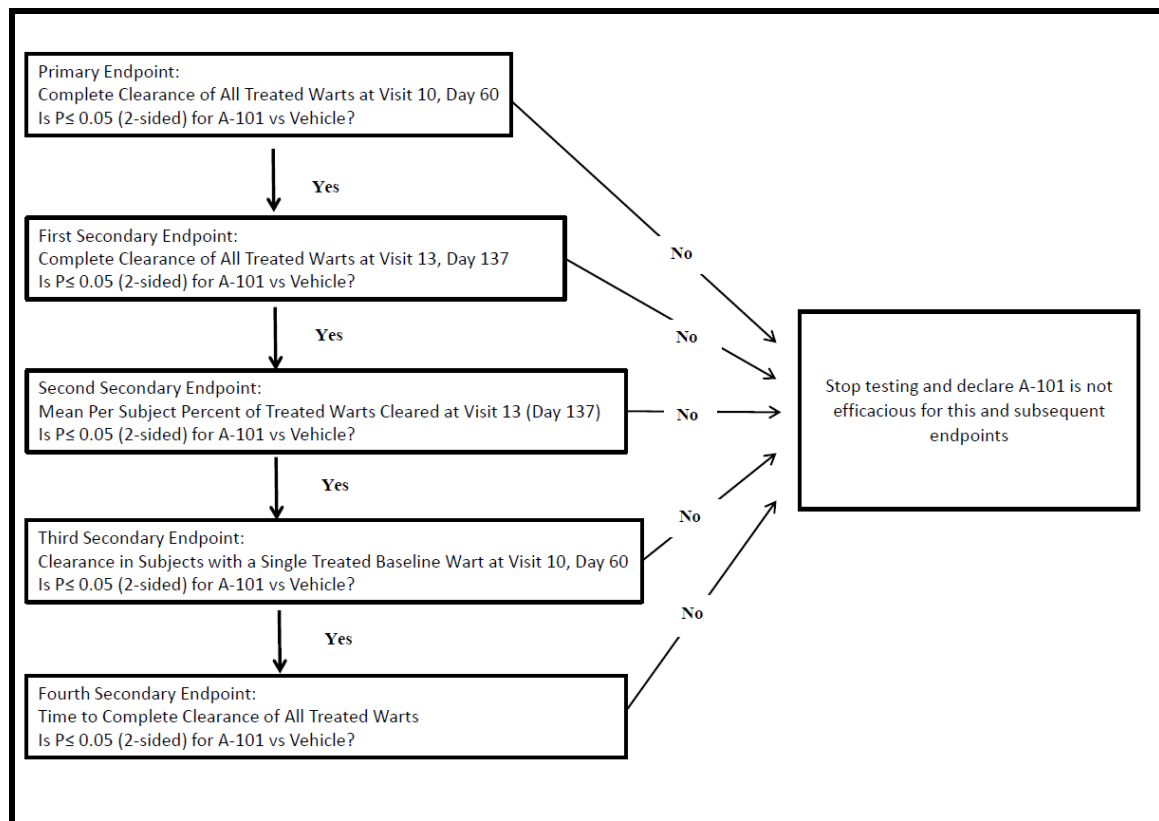 Primary Endpoint:
Complete Clearance of All Treated Warts at Visit 10, Day 60
Is P≤ 0.05 (2-sided) for A-101 vs Vehicle?
Yes
No
First Secondary Endpoint:
Complete Clearance of All Treated Warts at Visit 13, Day 137
Is P≤ 0.05 (2-sided) for A-101 vs Vehicle?
Yes
No
Second Secondary Endpoint:
Mean Per Subject Percent of Treated Warts Cleared at Visit 13 (Day 137)
Is P≤ 0.05 (2-sided) for A-101 vs Vehicle?
Yes
No
Third Secondary Endpoint:
Clearance in Subjects with a Single Treated Baseline Wart at Visit 10, Day 60
Is P≤ 0.05 (2-sided) for A-101 vs Vehicle?
Yes
No
Fourth Secondary Endpoint:
Time to Complete Clearance of All Treated Warts
Is P≤ 0.05 (2-sided) for A-101 vs Vehicle?
No
Stop testing and declare A-101 is not
efficacious for this and subsequent
endpoints